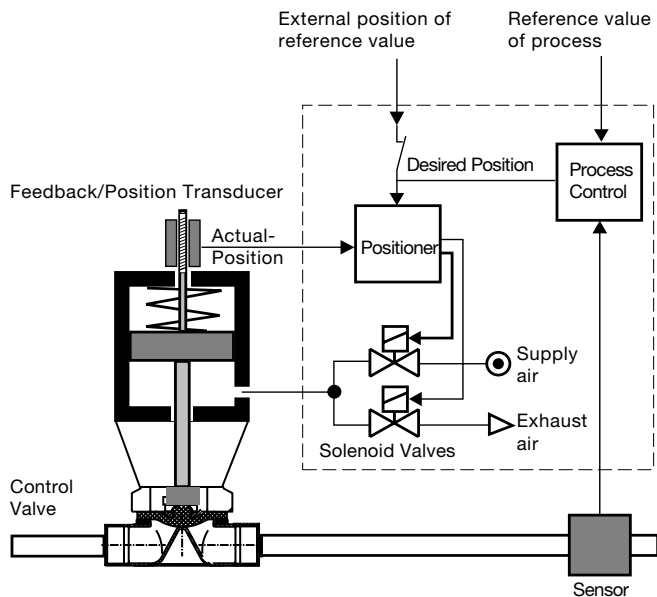 External position of
reference value
Reference value
of process
Desired Position
Process
Control
Feedback/Position Transducer
Actual-
Position
Positioner
Supply
air
Exhaust
air
Solenoid Valves
Control
Valve
Sensor